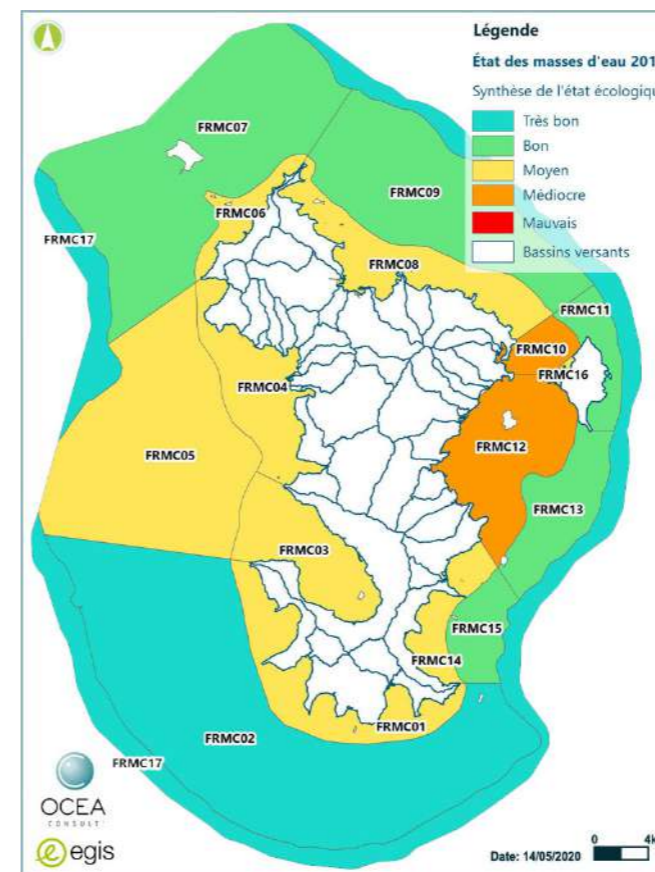 Légende
État des masses d'eau 201
Synthèse de l'état écologiqu
Très bon
Bon
Moyen
Médiocre
Mauvais
Bassins versants
FRMC07
FRMC09
FRMC06
FRMC17
FRMC08
FRMC11
FRMC10
FRMC16
FRMC04
FRMC12
FRMC05
FRMC13
FRMC03
FRMC15
FRMC14
FRMC01
FRMC02
FRMC17
OCEA
CONSULT
egis
Date: 14/05/2020
0 4k